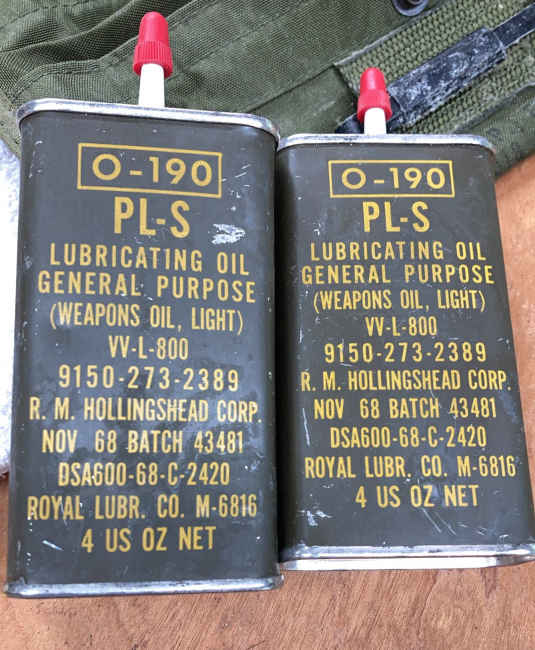 O-190
PL-S
LUBRICATING OIL
GENERAL PURPOSE
(WEAPONS OIL, LIGHT)
VV-L-800
9150-273-2389
R. M. HOLLINGSHEAD CORP.
NOV 68 BATCH 43481
DSA600-68-C-2420
ROYAL LUBR. CO. M-6816
4 US OZ NET
O-190
PL-S
LUBRICATING OIL
GENERAL PURPOSE
(WEAPONS OIL, LIGHT)
VV-L-800
9150-273-2389
R. M. HOLLINGSHEAD CORP.
NOV 68 BATCH 43481
DSA600-68-C-2420
ROYAL LUBR. CO. M-6816
4 US OZ NET